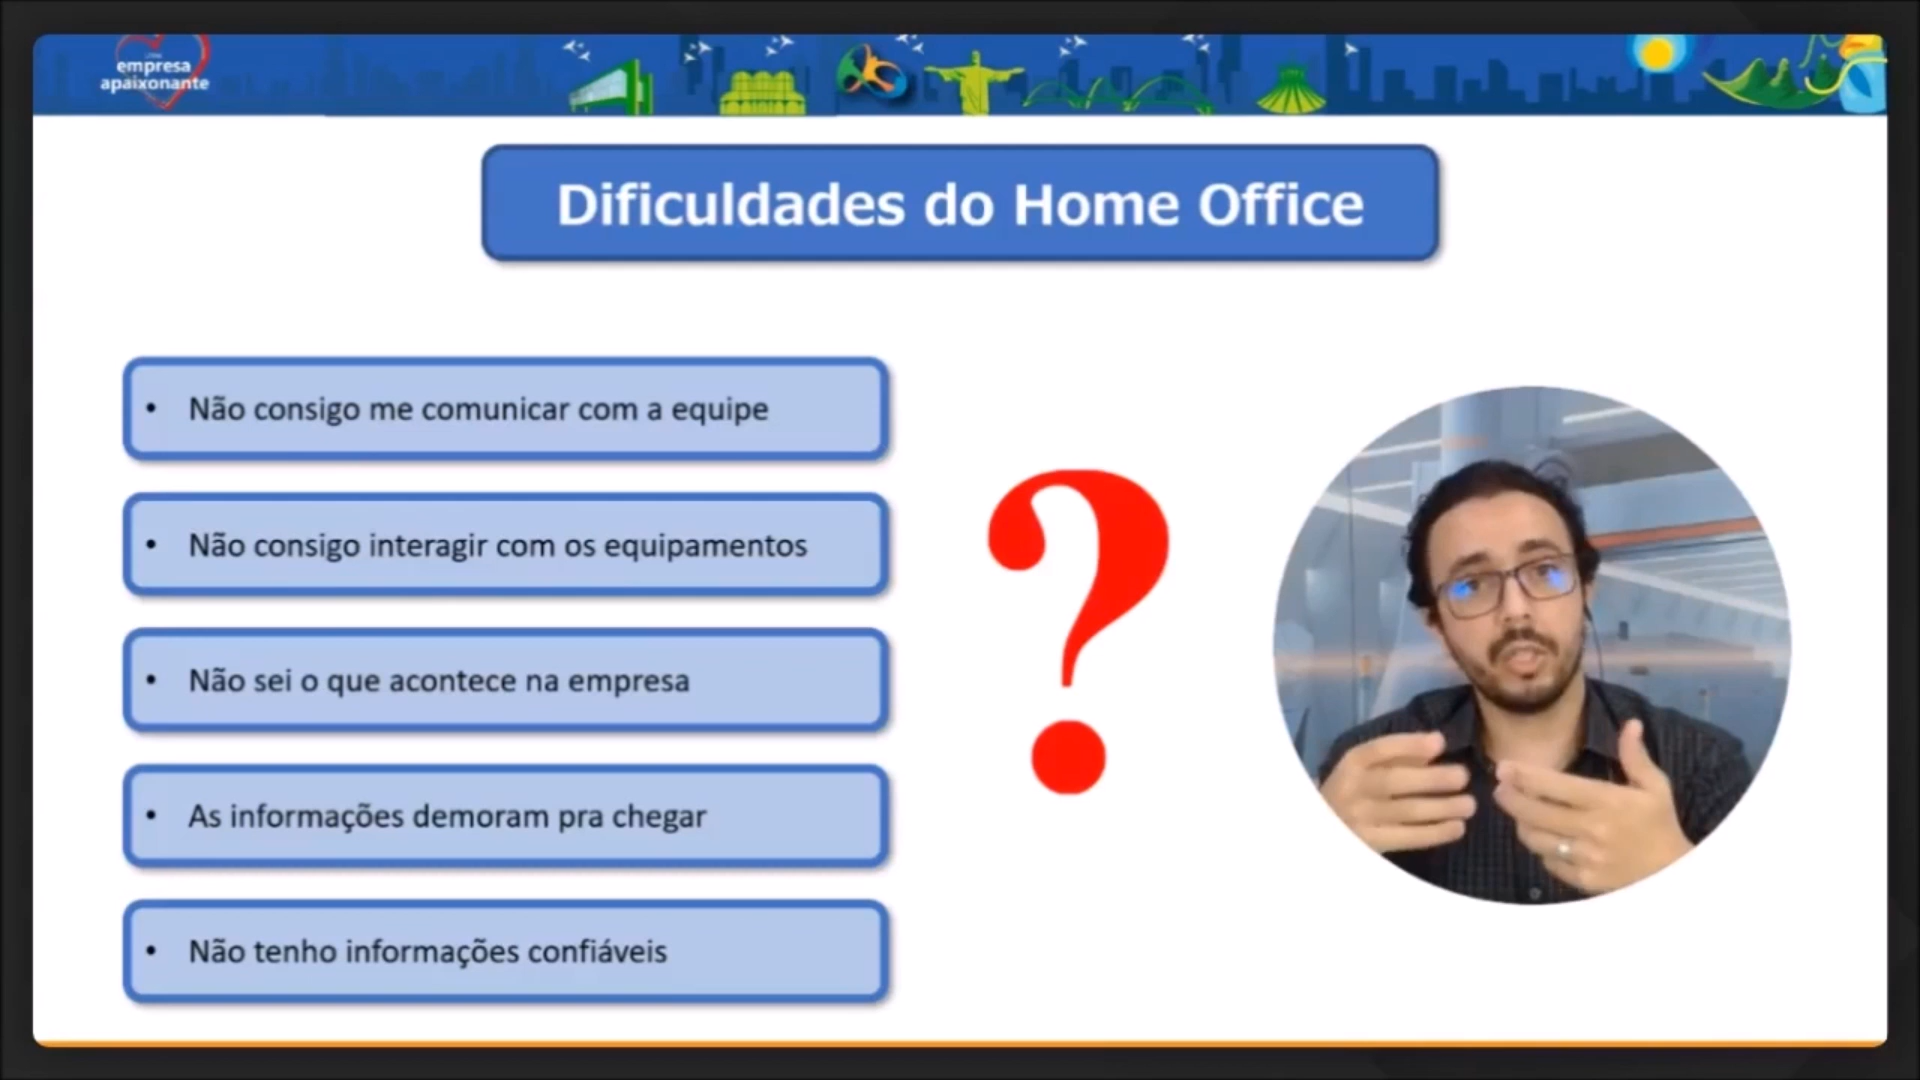 empresa
apaixonante
Dificuldades do Home Office
• Não consigo me comunicar com a equipe
• Não consigo interagir com os equipamentos
• Não sei o que acontece na empresa
• As informações demoram pra chegar
• Não tenho informações confiáveis
?